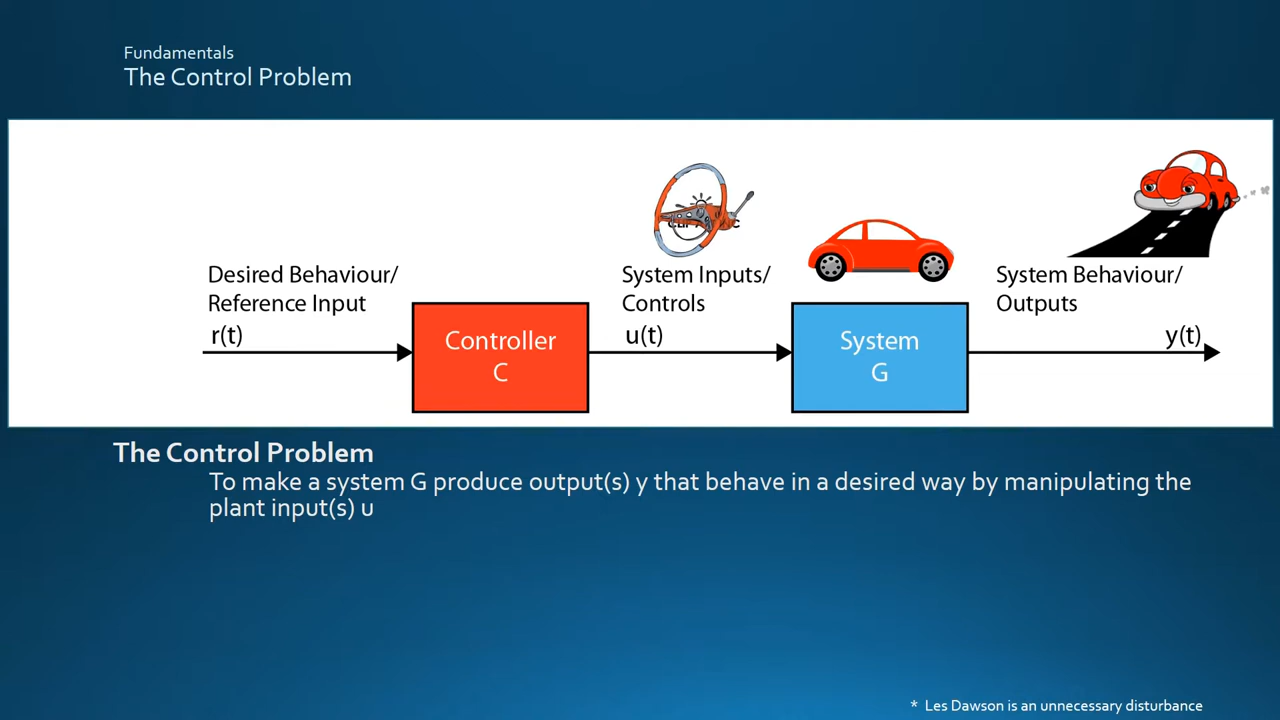 Fundamentals
The Control Problem
Desired Behaviour/
Reference Input
r(t)
Controller
C
System Inputs/
Controls
u(t)
System
G
System Behaviour/
Outputs
y(t)
The Control Problem
To make a system G produce output(s) y that behave in a desired way by manipulating the
plant input(s) u
* Les Dawson is an unnecessary disturbance